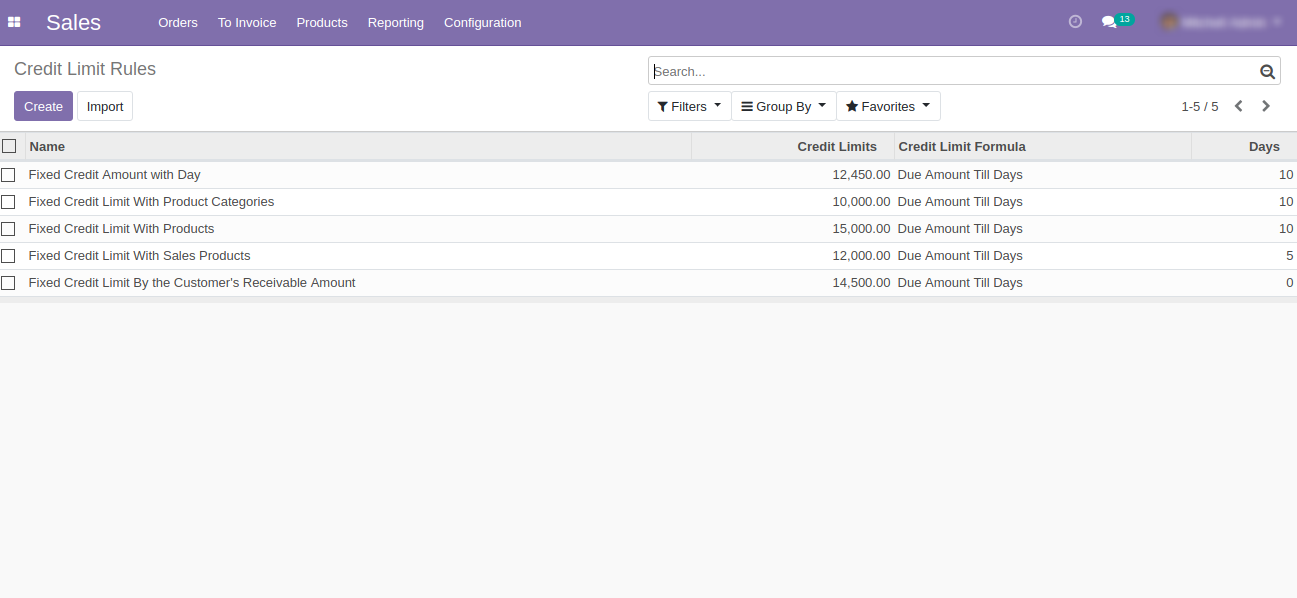 Sales Orders To Invoice Products Reporting Configuration 13
Credit Limit Rules
Search...
Create Import Filters Group By Favorites 1-5 / 5
Name Credit Limits Credit Limit Formula Days
Fixed Credit Amount with Day 12,450.00 Due Amount Till Days 10
Fixed Credit Limit With Product Categories 10,000.00 Due Amount Till Days 10
Fixed Credit Limit With Products 15,000.00 Due Amount Till Days 10
Fixed Credit Limit With Sales Products 12,000.00 Due Amount Till Days 5
Fixed Credit Limit By the Customer's Receivable Amount 14,500.00 Due Amount Till Days 0